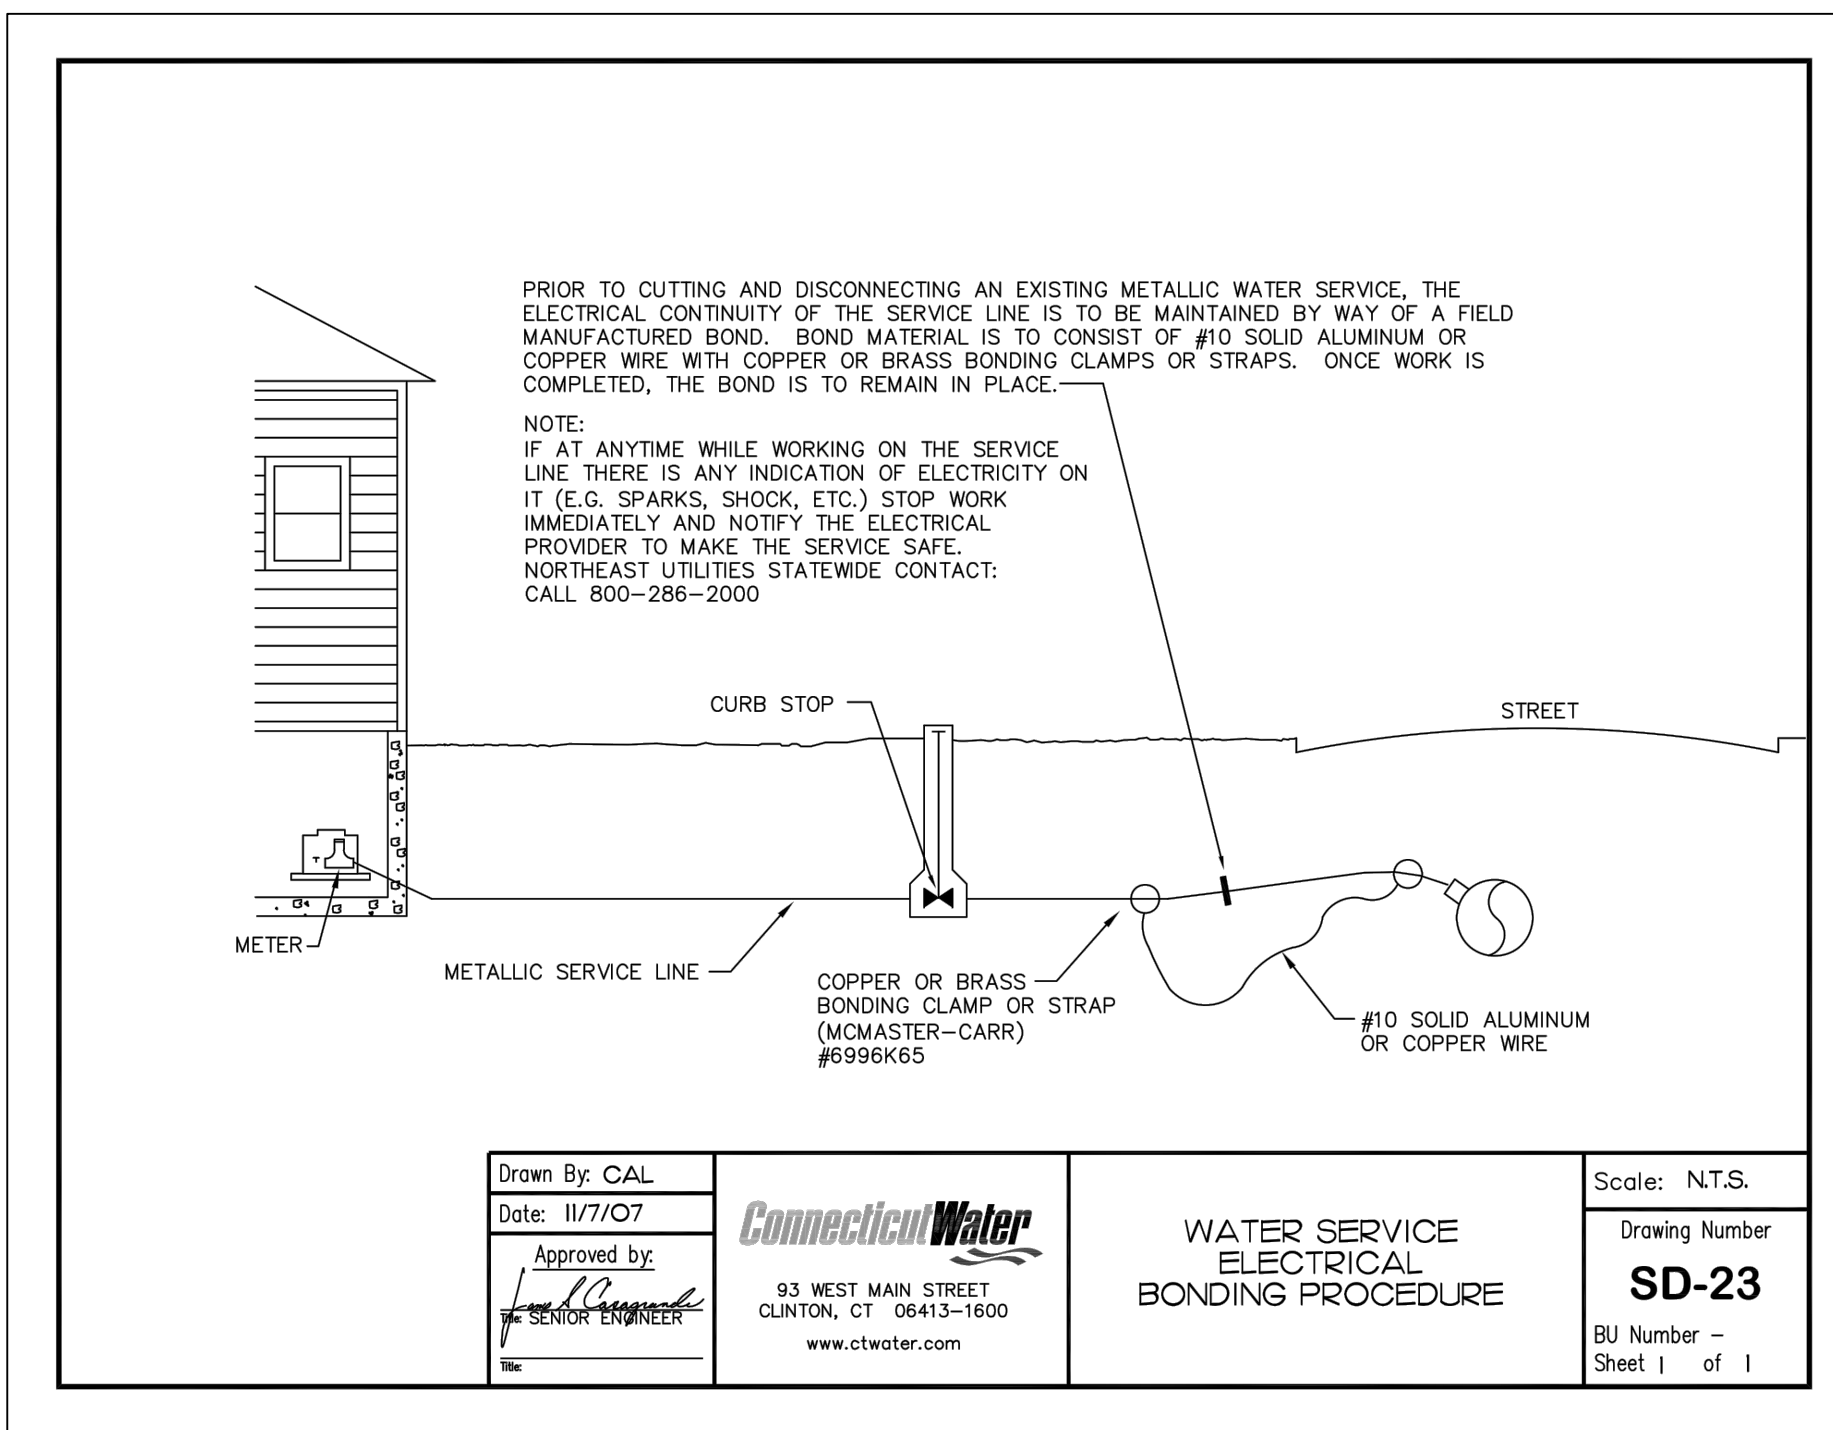 PRIOR TO CUTTING AND DISCONNECTING AN EXISTING METALLIC WATER SERVICE, THE
ELECTRICAL CONTINUITY OF THE SERVICE LINE IS TO BE MAINTAINED BY WAY OF A FIELD
MANUFACTURED BOND. BOND MATERIAL IS TO CONSIST OF #10 SOLID ALUMINUM OR
COPPER WIRE WITH COPPER OR BRASS BONDING CLAMPS OR STRAPS. ONCE WORK IS
COMPLETED, THE BOND IS TO REMAIN IN PLACE.
NOTE:
IF AT ANYTIME WHILE WORKING ON THE SERVICE
LINE THERE IS ANY INDICATION OF ELECTRICITY ON
IT (E.G. SPARKS, SHOCK, ETC.) STOP WORK
IMMEDIATELY AND NOTIFY THE ELECTRICAL
PROVIDER TO MAKE THE SERVICE SAFE.
NORTHEAST UTILITIES STATEWIDE CONTACT:
CALL 800-286-2000
CURB STOP
STREET
T
METER
METALLIC SERVICE LINE
COPPER OR BRASS
BONDING CLAMP OR STRAP
(MCMASTER-CARR)
#6996K65
#10 SOLID ALUMINUM
OR COPPER WIRE
Drawn By: CAL
Date: 11/7/07
Approved by:
Title: SENIOR ENGINEER
Title:
ConnecticutWater
93 WEST MAIN STREET
CLINTON, CT 06413-1600
www.ctwater.com
WATER SERVICE
ELECTRICAL
BONDING PROCEDURE
Scale: N.T.S.
Drawing Number
SD-23
BU Number -
Sheet 1 of 1